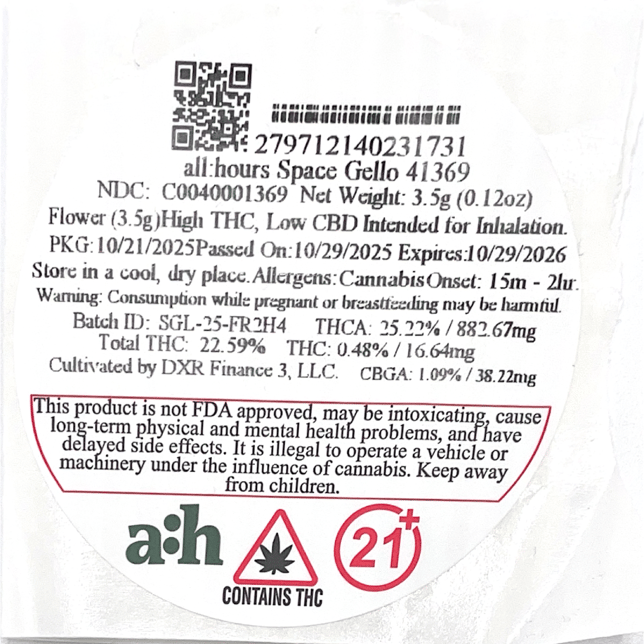 279712140231731
all:hours Space Gello 41369
NDC: C0040001369 Net Weight: 3.5g (0.12oz)
Flower (3.5g)High THC, Low CBD Intended for Inhalation.
PKG:10/21/2025Passed On:10/29/2025 Expires:10/29/2026
Store in a cool, dry place.Allergens:CannabisOnset: 15m - 2hr.
Warning: Consumption while pregnant or breastfeeding may be harmful.
Batch ID: SGL-25-FR2H4 THCA: 25.22% / 882.67mg
Total THC: 22.59% THC: 0.48% / 16.64mg
Cultivated by DXR Finance 3, LLC. CBGA: 1.09% / 38.22mg
This product is not FDA approved, may be intoxicating, cause
long-term physical and mental health problems, and have
delayed side effects. It is illegal to operate a vehicle or
machinery under the influence of cannabis. Keep away
from children.
a:h
21+
CONTAINS THC